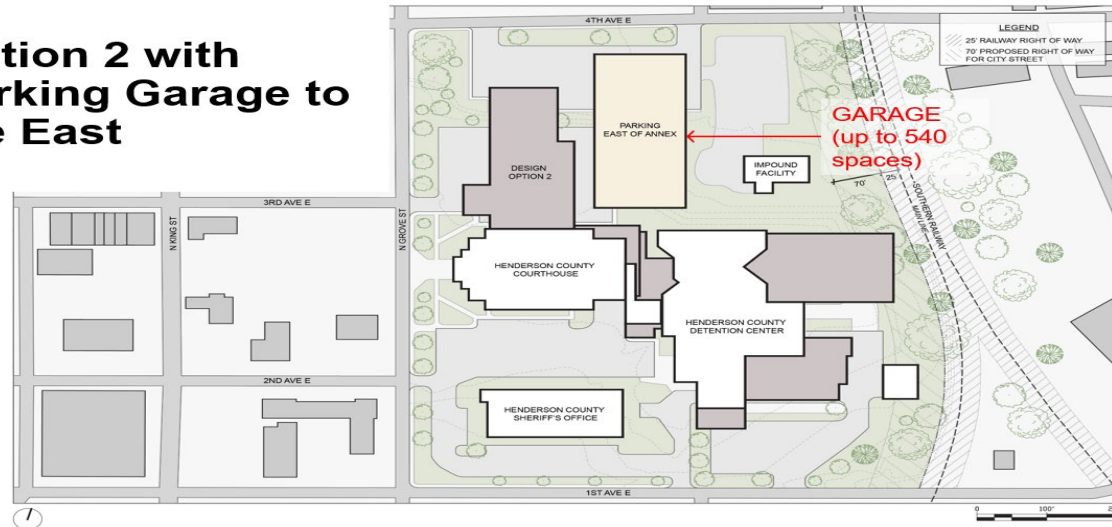 tion 2 with
rking Garage to
e East
4TH AVE E
LEGEND
25' RAILWAY RIGHT OF WAY
70' PROPOSED RIGHT OF WAY
FOR CITY STREET
PARKING
EAST OF ANNEX
GARAGE
(up to 540
spaces)
DESIGN
OPTION 2
IMPOUND
FACILITY
70'
25'
SOUTHERN RAILWAY
MAIN LINE
3RD AVE E
N KING ST
N GROVE ST
HENDERSON COUNTY
COURTHOUSE
HENDERSON COUNTY
DETENTION CENTER
2ND AVE E
HENDERSON COUNTY
SHERIFF'S OFFICE
1ST AVE E
0 100'